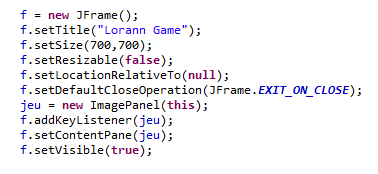 f = new JFrame();
f.setTitle("Lorann Game");
f.setSize(700,700);
f.setResizable(false);
f.setLocationRelativeTo(null);
f.setDefaultCloseOperation(JFrame.EXIT_ON_CLOSE);
jeu = new ImagePanel(this);
f.addKeyListener(jeu);
f.setContentPane(jeu);
f.setVisible(true);